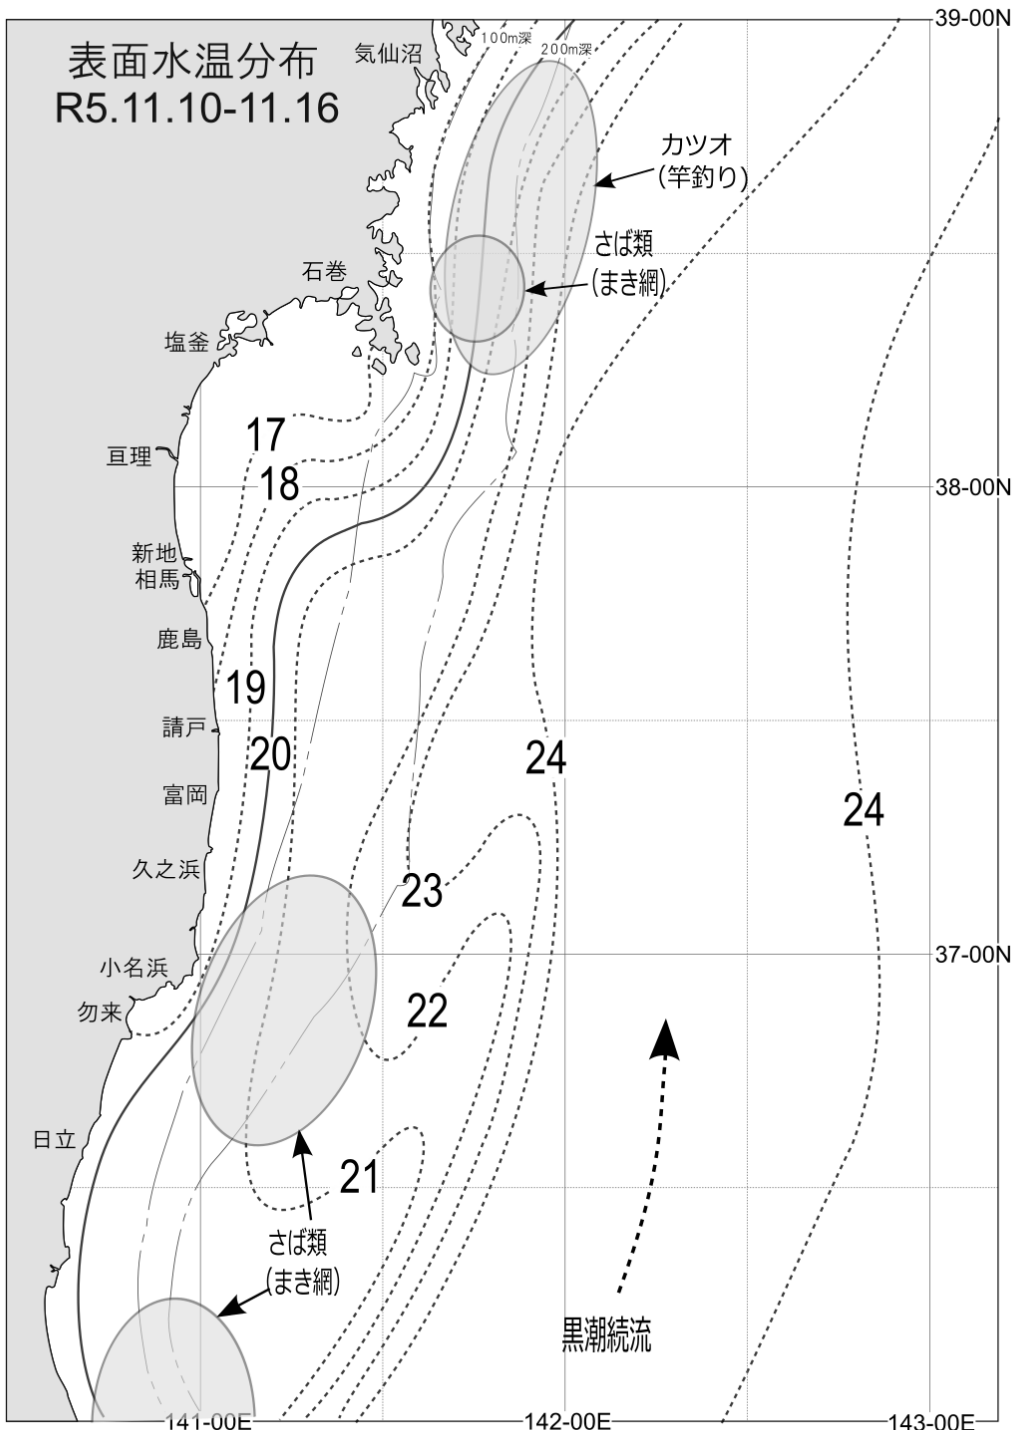 39-00N
100m深
200m深
気仙沼
表面水温分布
R5.11.10-11.16
カツオ
(竿釣り)
さば類
(まき網)
石巻
塩釜
17
亘理
18
38-00N
新地
相馬
鹿島
19
請戸
20
24
富岡
24
久之浜
23
37-00N
小名浜
22
勿来
日立
21
さば類
(まき網)
黒潮続流
141-00E
142-00E
143-00E